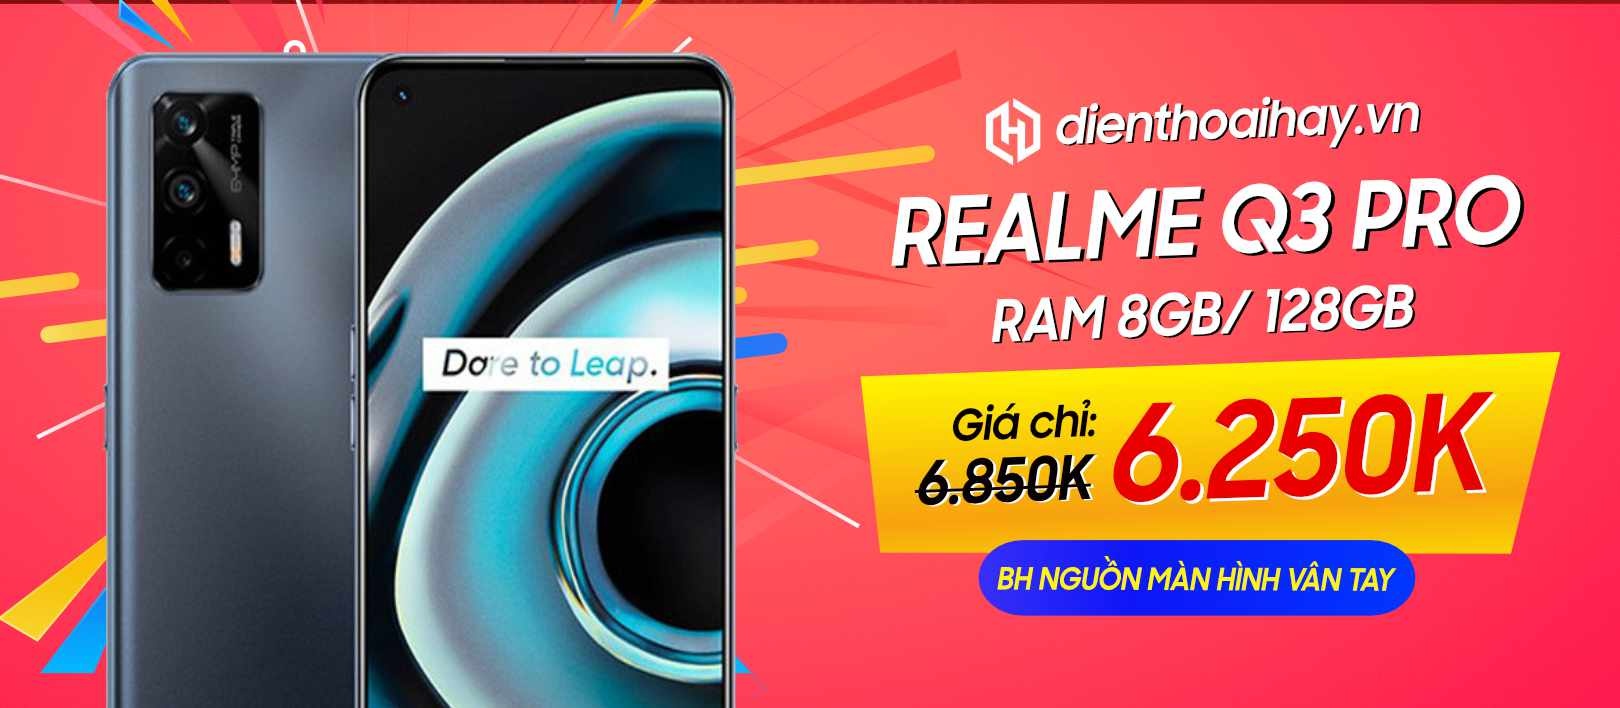 64MP TRIPLE
Dare to Leap.
dienthoaihay.vn
REALME Q3 PRO
RAM 8GB/ 128GB
Giá chỉ:
6.850K
6.250K
BH NGUỒN MÀN HÌNH VÂN TAY